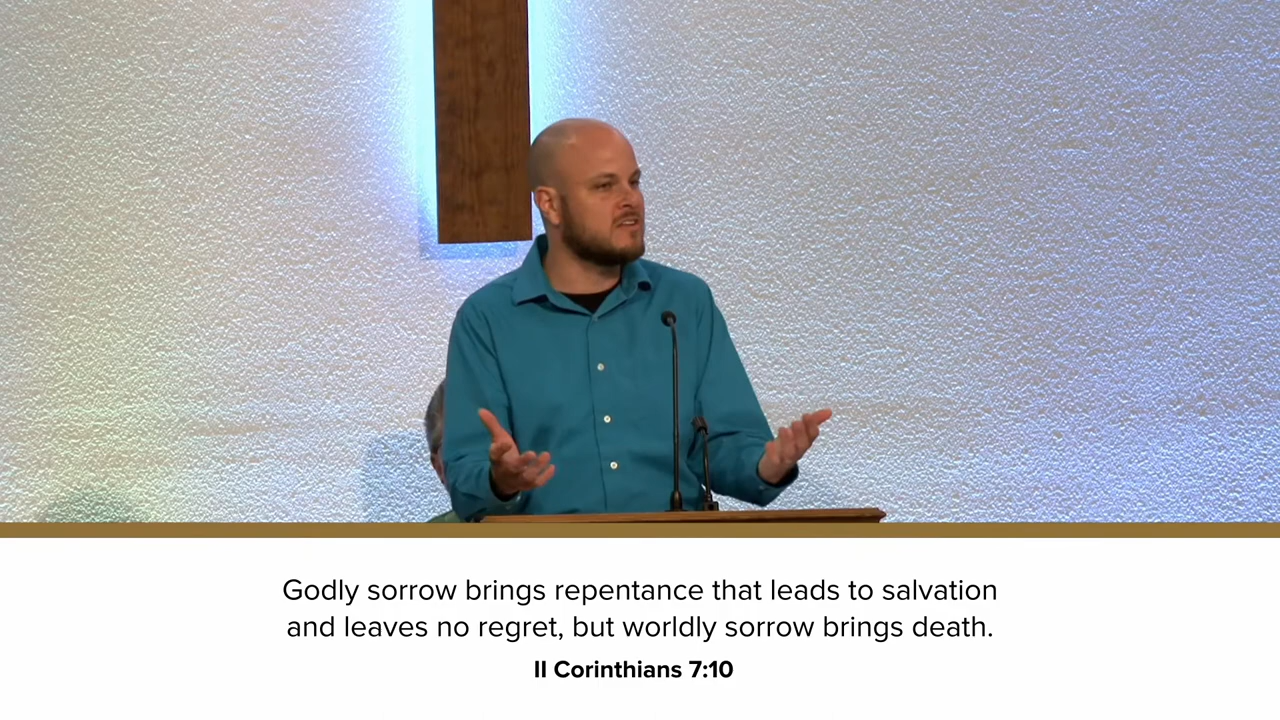 Godly sorrow brings repentance that leads to salvation
and leaves no regret, but worldly sorrow brings death.
II Corinthians 7:10